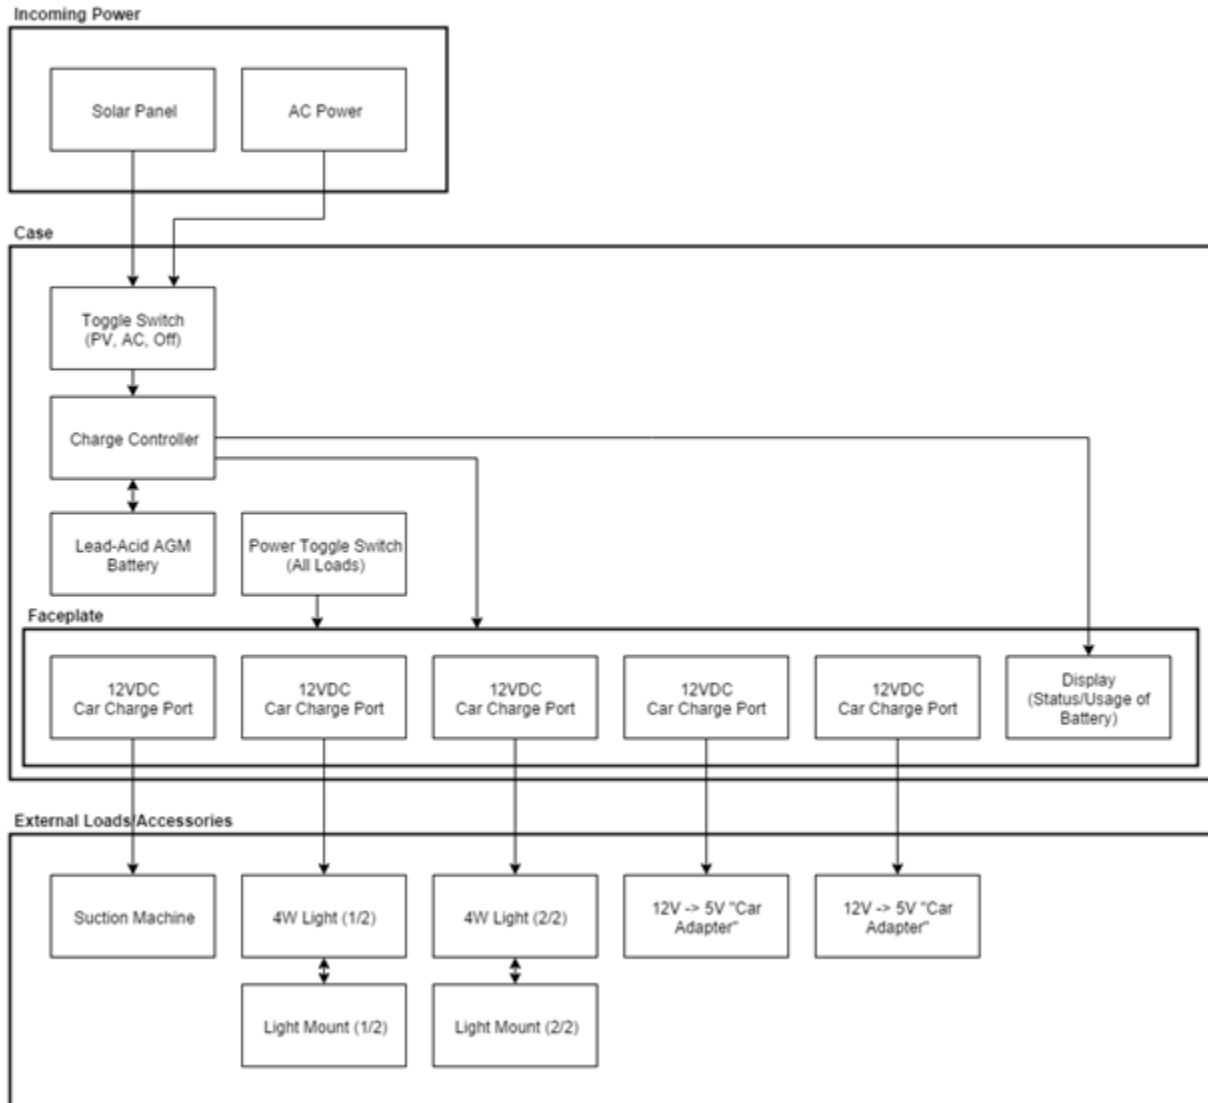 Incoming Power
Solar Panel
AC Power
Case
Toggle Switch
(PV, AC, Off)
Charge Controller
Lead-Acid AGM
Battery
Power Toggle Switch
(All Loads)
Faceplate
12VDC
Car Charge Port
12VDC
Car Charge Port
12VDC
Car Charge Port
12VDC
Car Charge Port
12VDC
Car Charge Port
Display
(Status/Usage of
Battery)
External Loads/Accessories
Suction Machine
4W Light (1/2)
4W Light (2/2)
12V -> 5V "Car
Adapter"
12V -> 5V "Car
Adapter"
Light Mount (1/2)
Light Mount (2/2)